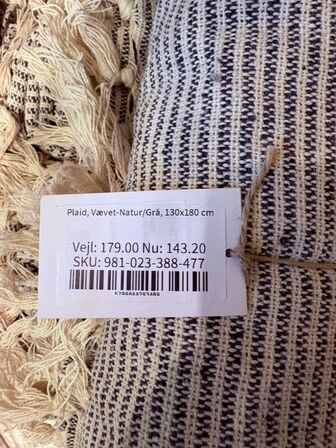 Plaid, Vævet-Natur/Grå, 130x180 cm
Vejl: 179.00 Nu: 143.20
SKU: 981-023-388-477